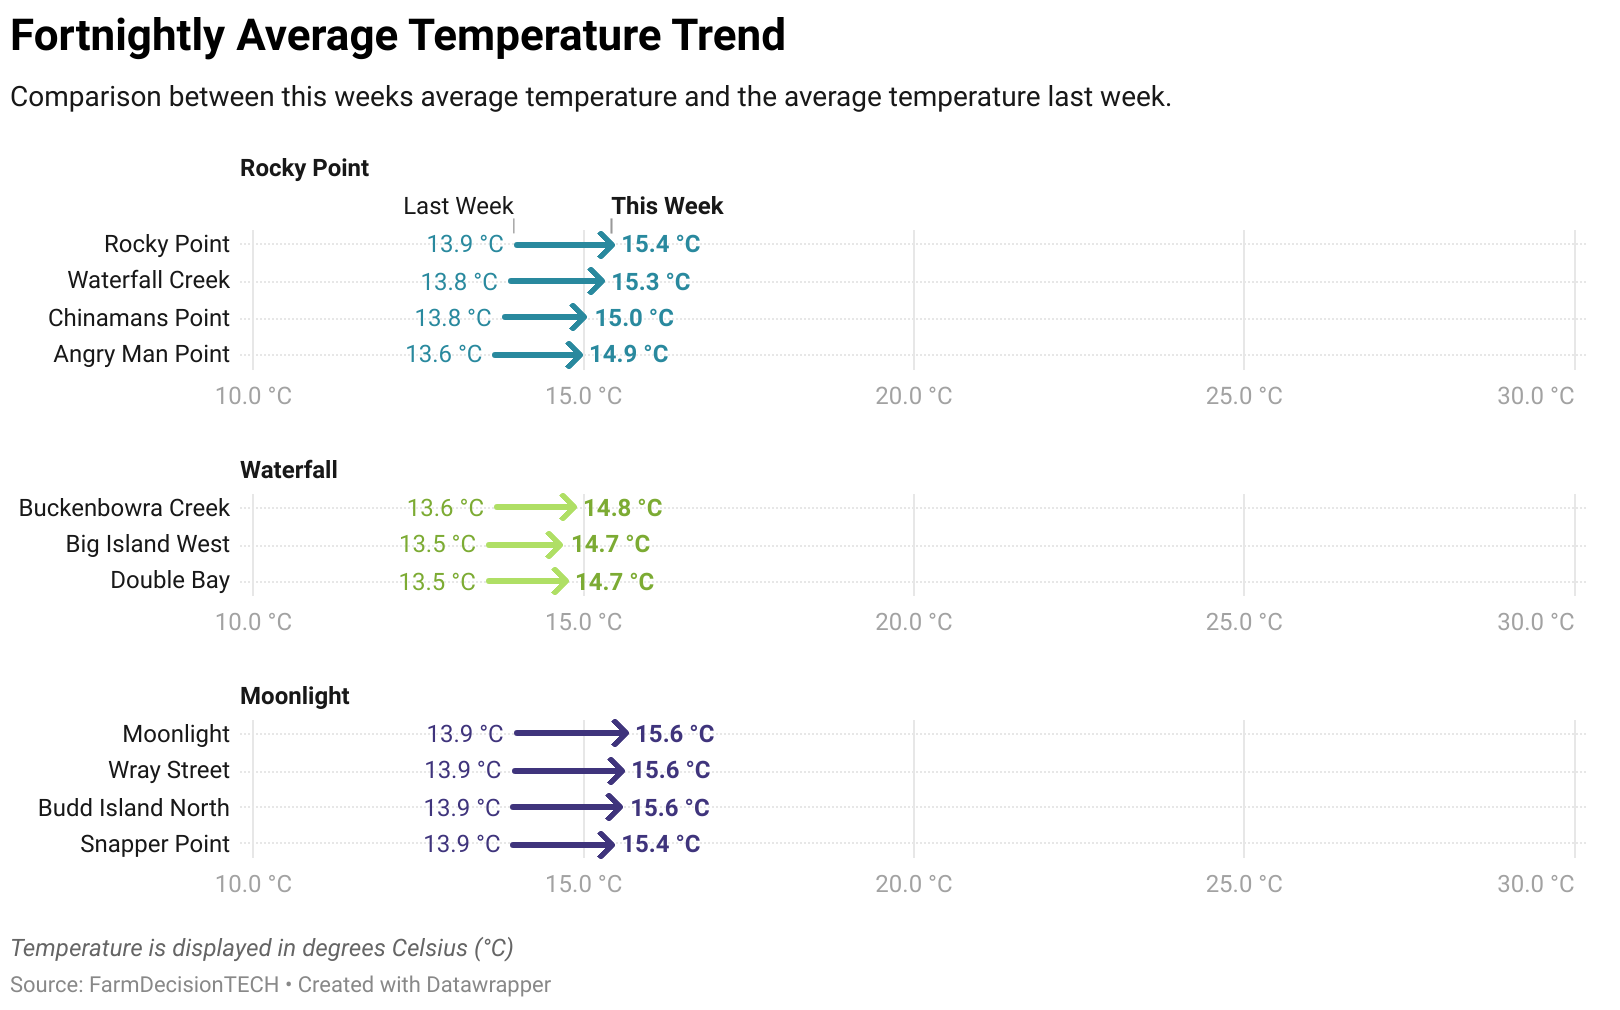 Fortnightly Average Temperature Trend
Comparison between this weeks average temperature and the average temperature last week.
Rocky Point
Last Week This Week
Rocky Point 13.9 °C 15.4 °C
Waterfall Creek 13.8 °C 15.3 °C
Chinamans Point 13.8 °C 15.0 °C
Angry Man Point 13.6 °C 14.9 °C
10.0 °C 15.0 °C 20.0 °C 25.0 °C 30.0 °C
Waterfall
Buckenbowra Creek 13.6 °C 14.8 °C
Big Island West 13.5 °C 14.7 °C
Double Bay 13.5 °C 14.7 °C
10.0 °C 15.0 °C 20.0 °C 25.0 °C 30.0 °C
Moonlight
Moonlight 13.9 °C 15.6 °C
Wray Street 13.9 °C 15.6 °C
Budd Island North 13.9 °C 15.6 °C
Snapper Point 13.9 °C 15.4 °C
10.0 °C 15.0 °C 20.0 °C 25.0 °C 30.0 °C
Temperature is displayed in degrees Celsius (°C)
Source: FarmDecisionTECH • Created with Datawrapper